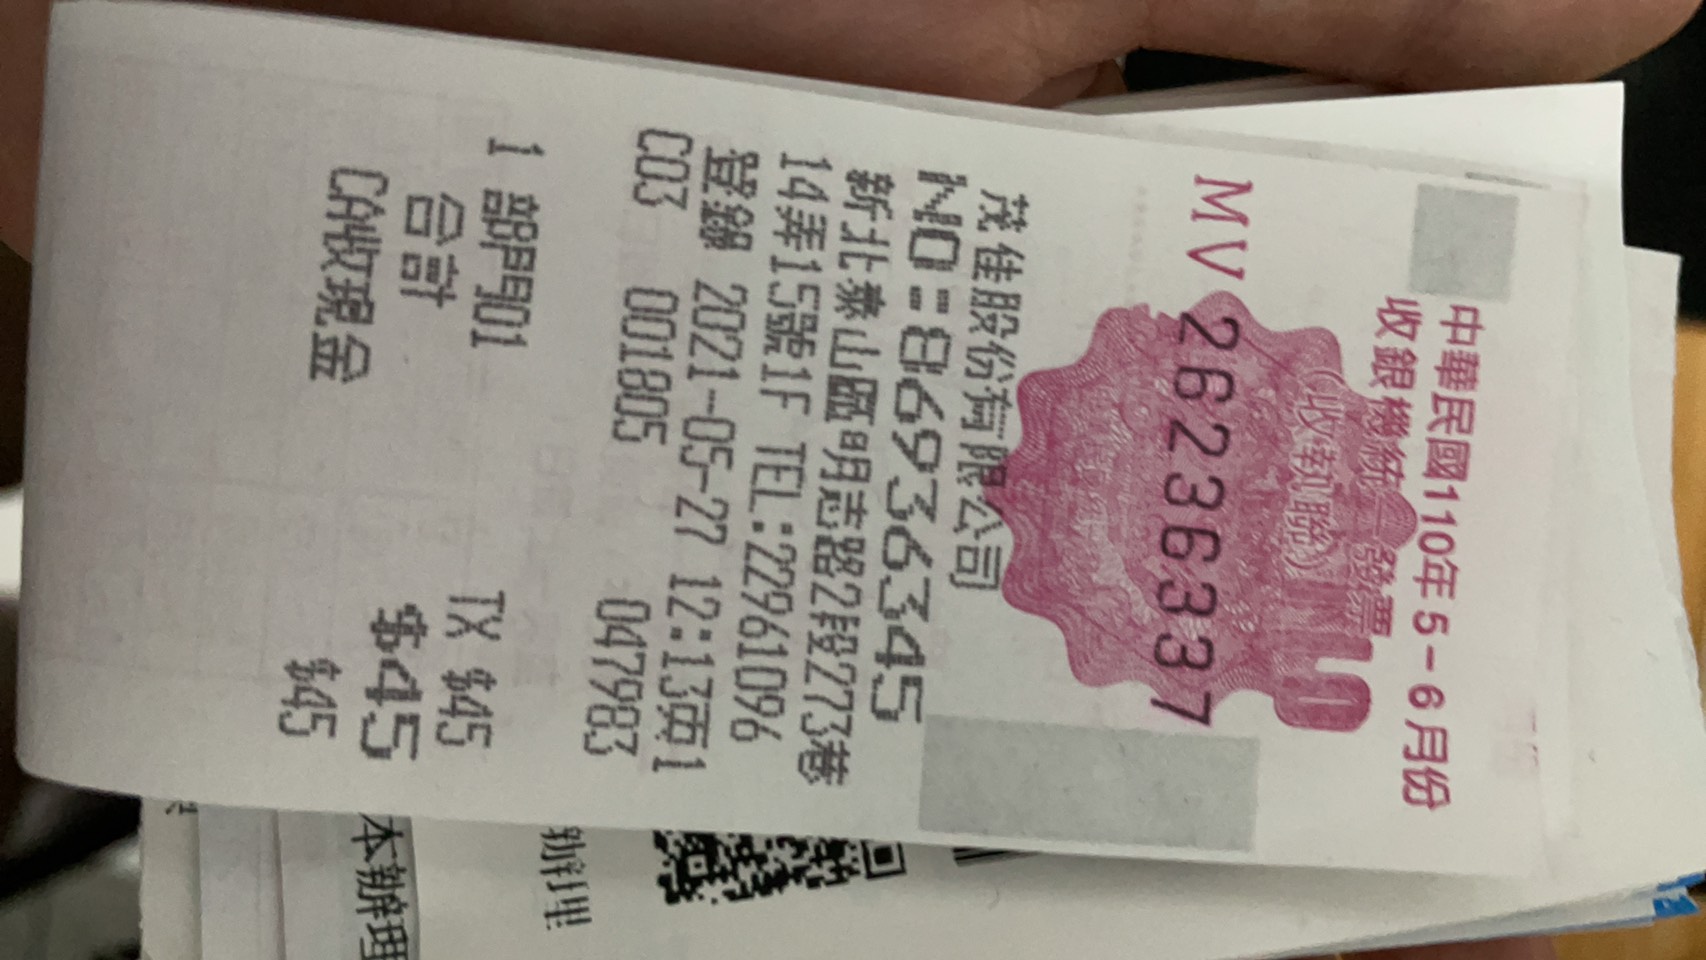 中華民國110年5-6月份
收銀機統一發票
(收執聯)
MV 26236337
茂佳股份有限公司
NO:86936345
新北泰山區明志路2段273巷
14弄15號1F TEL:22961096
登錄 2021-05-27 12:13頁1
C03 001805 047983
1 部門01 TX $45
合計 $45
CA收現金 $45
本辦理